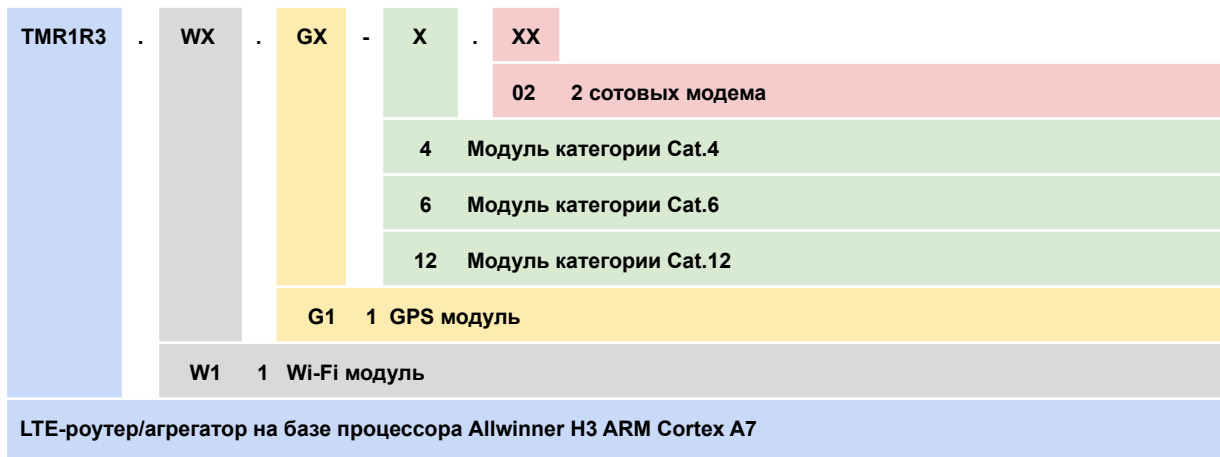 TMR1R3 . WX . GX - X . XX
02 2 сотовых модема
4 Модуль категории Cat.4
6 Модуль категории Cat.6
12 Модуль категории Cat.12
G1 1 GPS модуль
W1 1 Wi-Fi модуль
LTE-роутер/агрегатор на базе процессора Allwinner H3 ARM Cortex A7